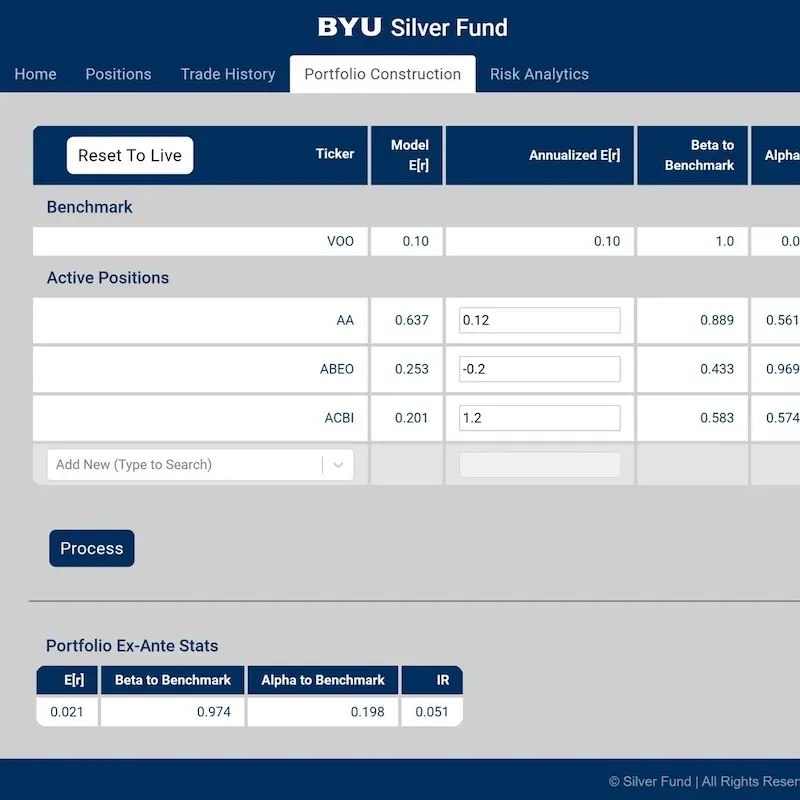 BYU Silver Fund
Home Positions Trade History Portfolio Construction Risk Analytics
Reset To Live Ticker Model E[r] Annualized E[r] Beta to Benchmark Alpha
Benchmark
VOO 0.10 0.10 1.0 0.0
Active Positions
AA 0.637 0.12 0.889 0.561
ABEO 0.253 -0.2 0.433 0.969
ACBI 0.201 1.2 0.583 0.574
Add New (Type to Search)
Process
Portfolio Ex-Ante Stats
E[r] Beta to Benchmark Alpha to Benchmark IR
0.021 0.974 0.198 0.051
© Silver Fund | All Rights Reser